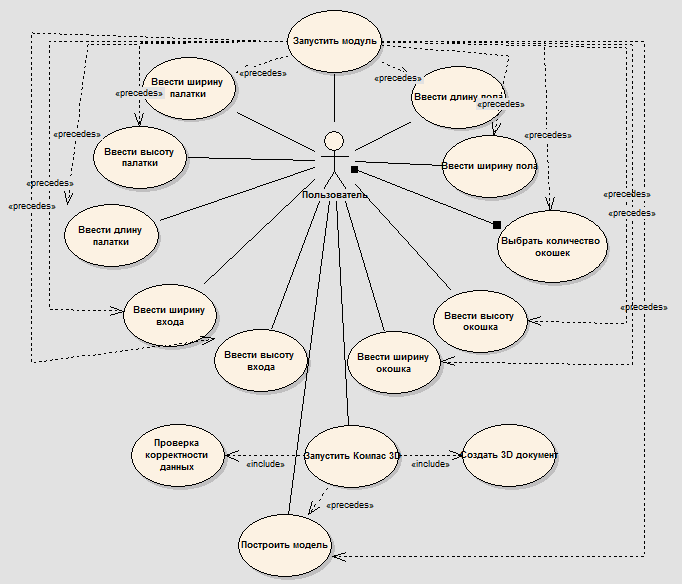 Запустить модуль
«precedes»
«precedes»
Ввести ширину
палатки
«precedes»
Ввести длину пола
«precedes»
«precedes»
«precedes»
Ввести высоту
палатки
Ввести ширину пола
«precedes»
Пользователь
«precedes»
«precedes»
«precedes»
Ввести длину
палатки
Выбрать количество
окошек
«precedes»
Ввести ширину
входа
Ввести высоту
окошка
Ввести высоту
входа
Ввести ширину
окошка
Проверка
корректности
данных
«include»
Запустить Компас 3D
«include»
Создать 3D документ
«precedes»
Построить модель